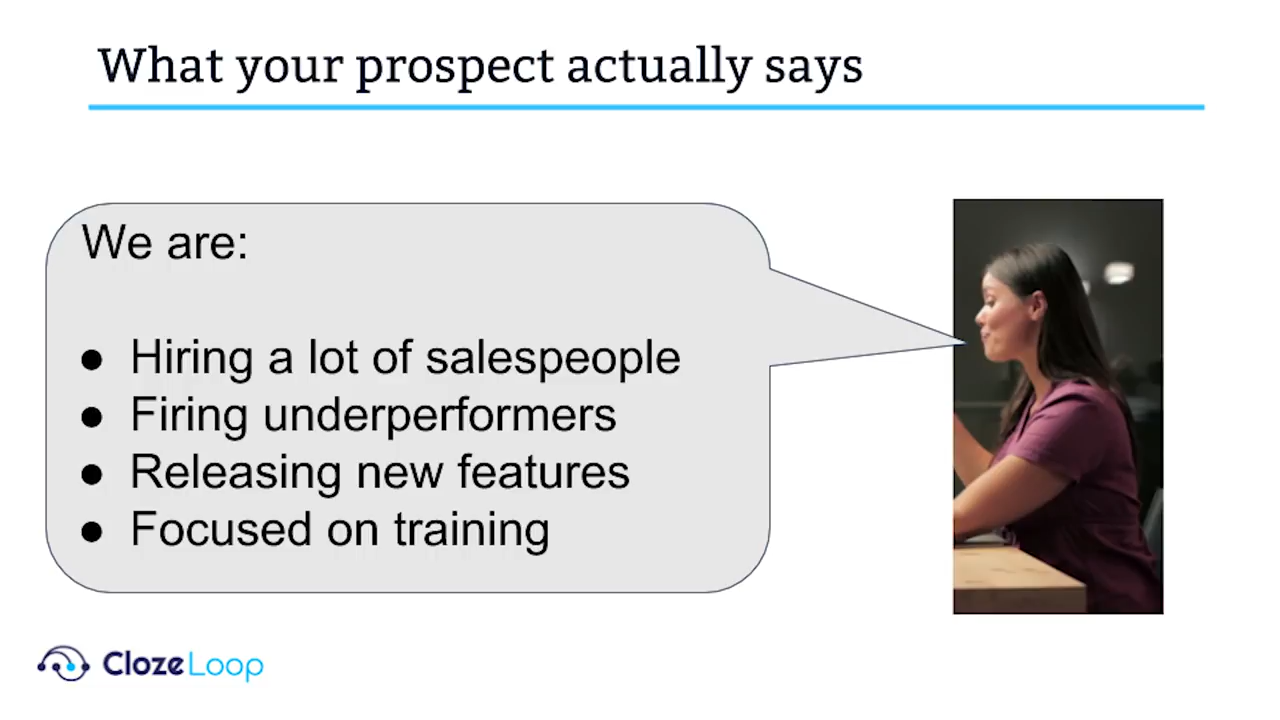 What your prospect actually says
We are:
● Hiring a lot of salespeople
● Firing underperformers
● Releasing new features
● Focused on training
ClozeLoop